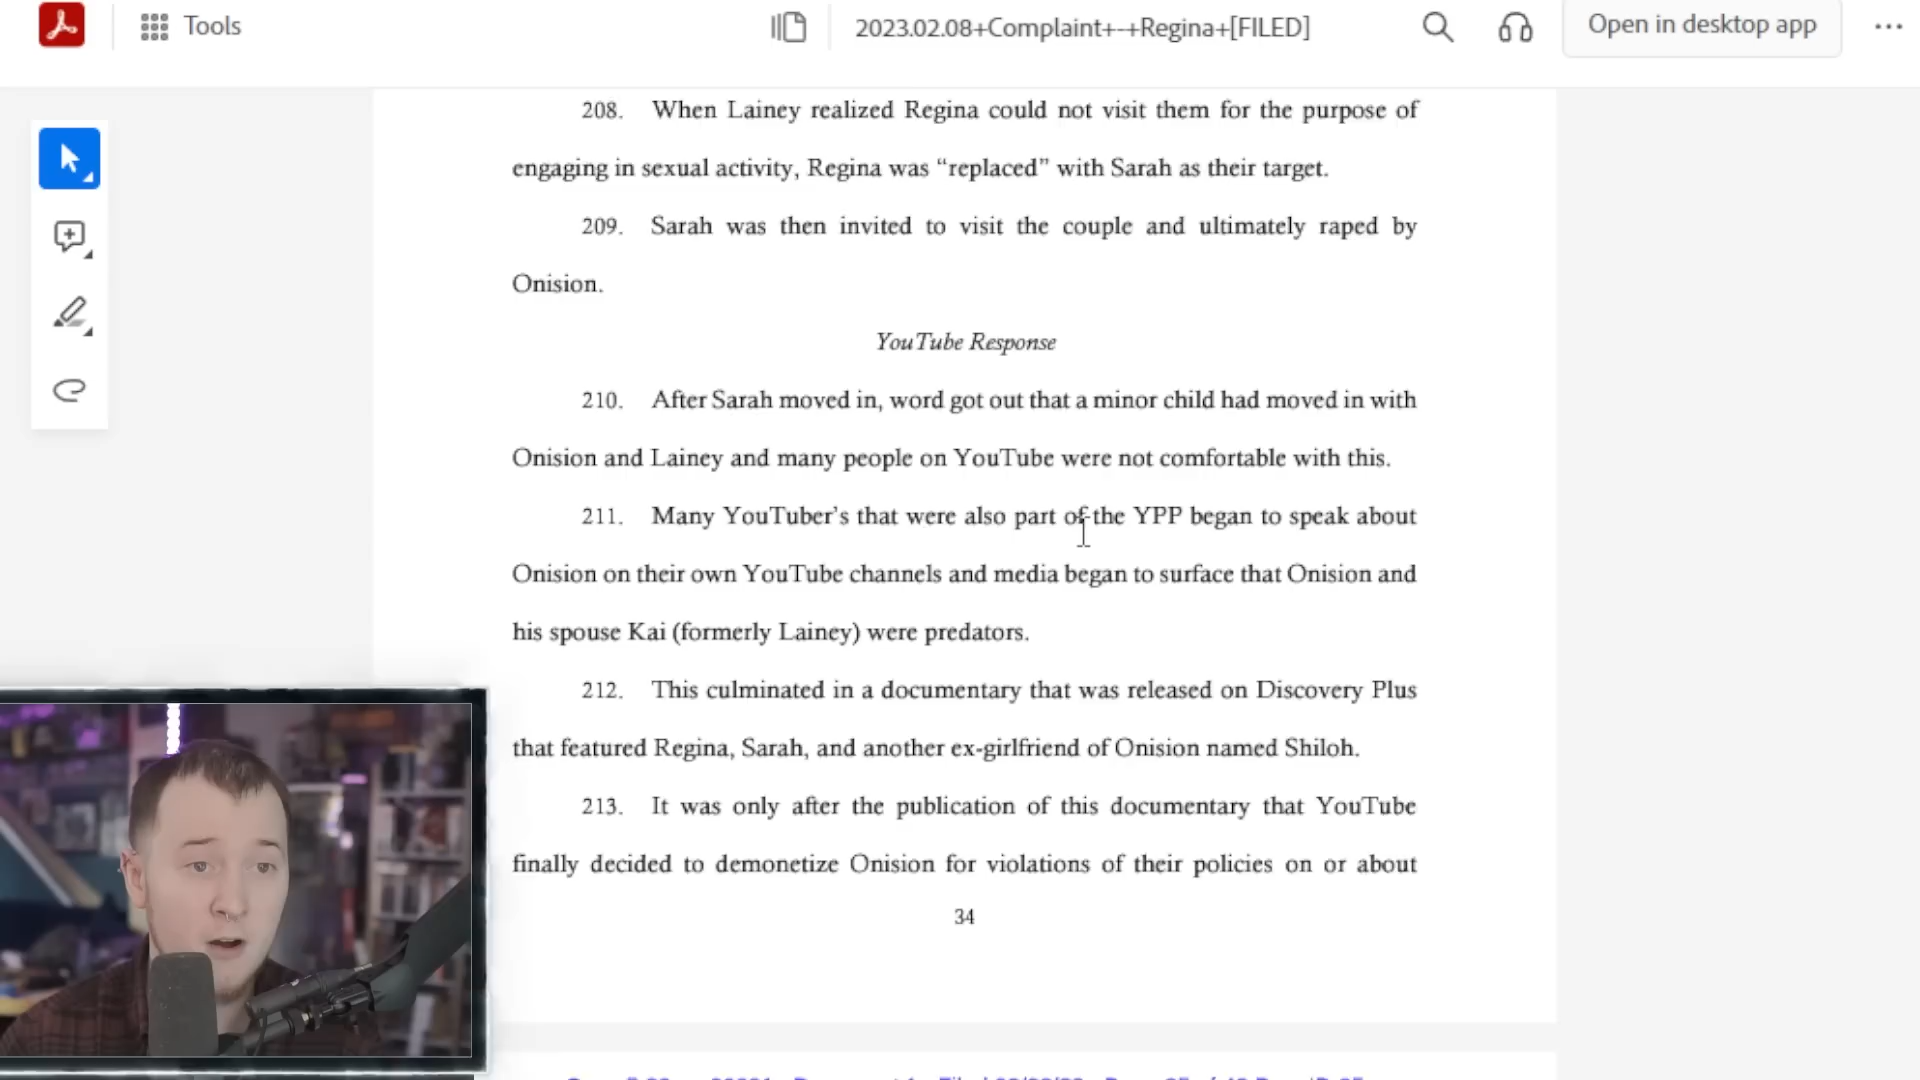 Tools
2023.02.08+Complaint+-+Regina+[FILED]
Open in desktop app
208. When Lainey realized Regina could not visit them for the purpose of
engaging in sexual activity, Regina was “replaced” with Sarah as their target.
209. Sarah was then invited to visit the couple and ultimately raped by
Onision.
YouTube Response
210. After Sarah moved in, word got out that a minor child had moved in with
Onision and Lainey and many people on YouTube were not comfortable with this.
211. Many YouTuber’s that were also part of the YPP began to speak about
Onision on their own YouTube channels and media began to surface that Onision and
his spouse Kai (formerly Lainey) were predators.
212. This culminated in a documentary that was released on Discovery Plus
that featured Regina, Sarah, and another ex-girlfriend of Onision named Shiloh.
213. It was only after the publication of this documentary that YouTube
finally decided to demonetize Onision for violations of their policies on or about
34